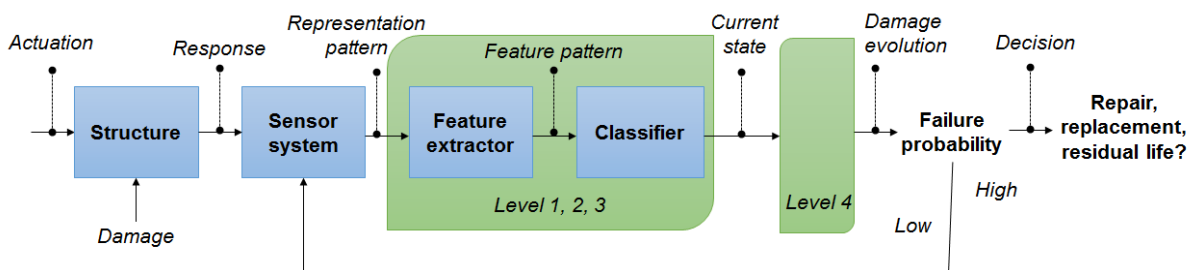 Actuation
Response
Representation
pattern
Feature pattern
Current
state
Damage
evolution
Decision
Structure
Sensor
system
Feature
extractor
Classifier
Failure
probability
Repair,
replacement,
residual life?
Level 1, 2, 3
Level 4
High
Low
Damage